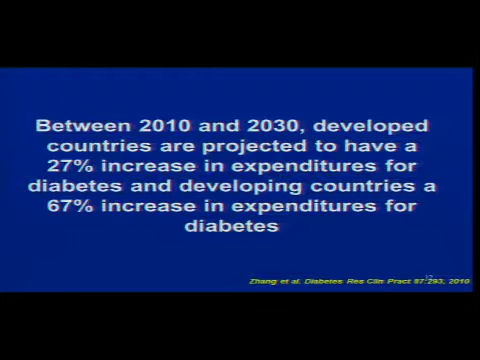 Between 2010 and 2030, developed
countries are projected to have a
27% increase in expenditures for
diabetes and developing countries a
67% increase in expenditures for
diabetes
12
Zhang et al. Diabetes Res Clin Pract 87:293, 2010